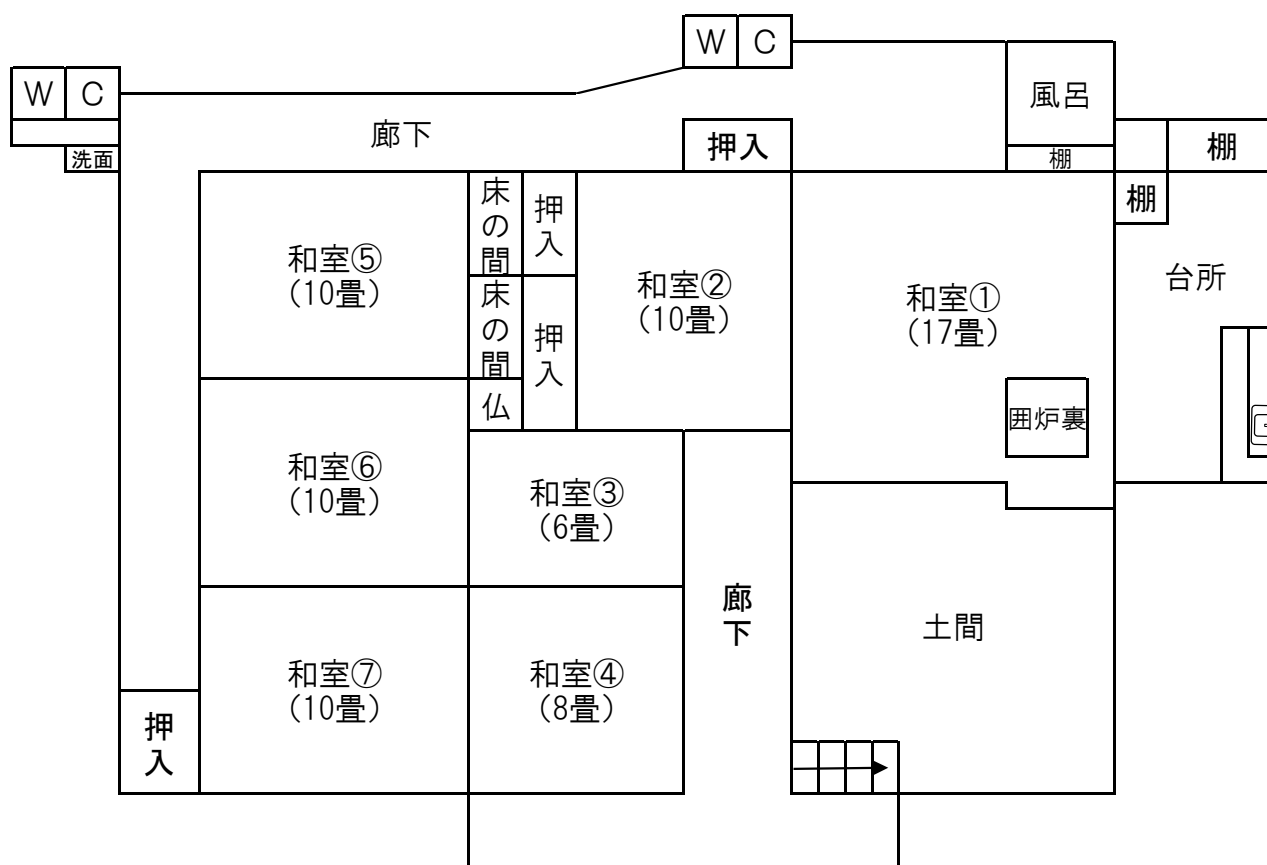 W C
W C
風呂
洗面
廊下
押入
棚
棚
棚
床の間
押入
和室⑤
(10畳)
和室②
(10畳)
和室①
(17畳)
台所
床の間
押入
仏
囲炉裏
和室⑥
(10畳)
和室③
(6畳)
廊下
土間
和室⑦
(10畳)
和室④
(8畳)
押入